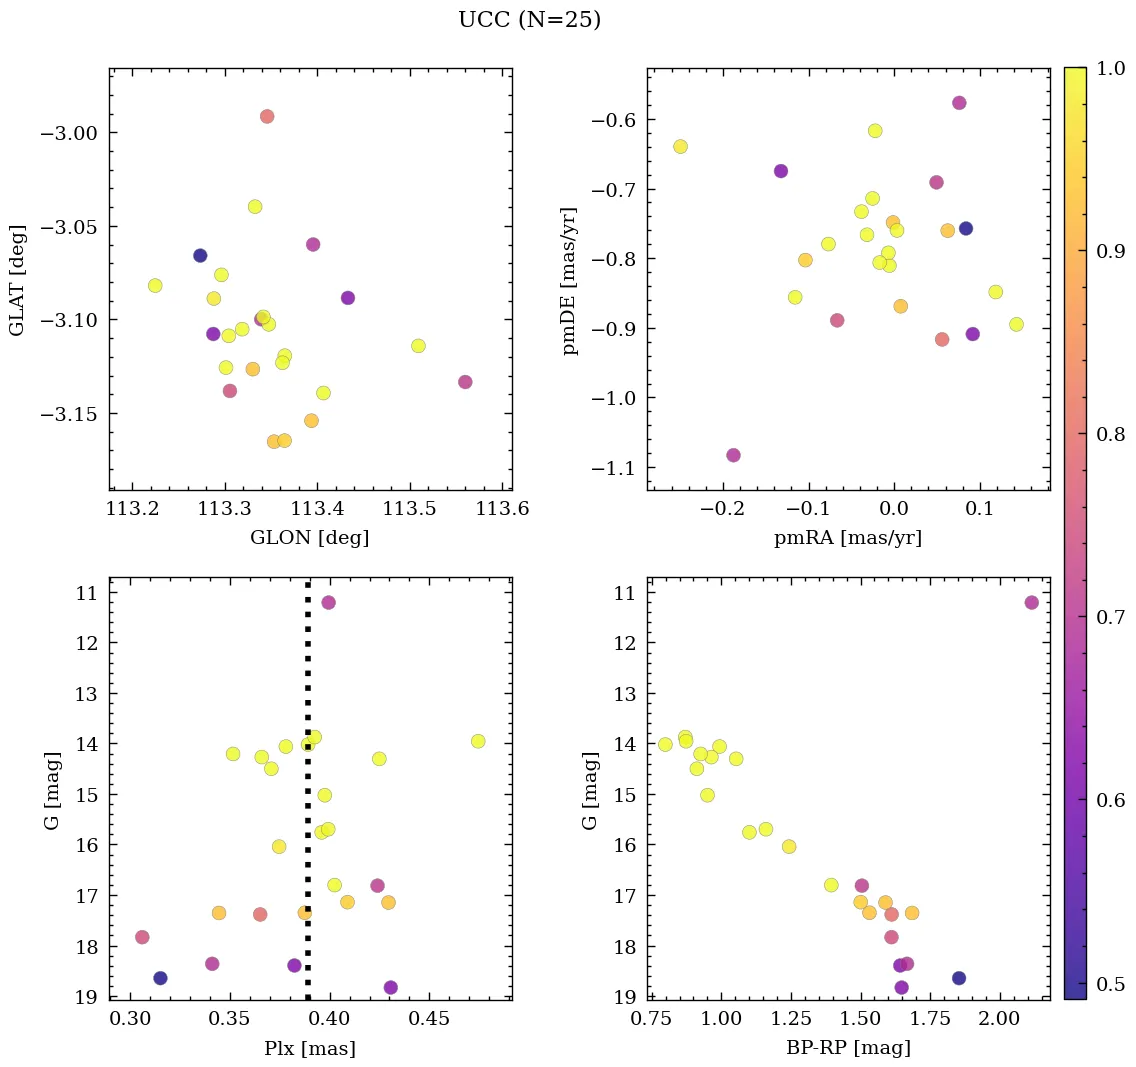 UCC (N=25)
−3.00
−3.05
−3.10
−3.15
GLAT [deg]
113.2 113.3 113.4 113.5 113.6
GLON [deg]
−0.6
−0.7
−0.8
−0.9
−1.0
−1.1
pmDE [mas/yr]
−0.2 −0.1 0.0 0.1
pmRA [mas/yr]
11
12
13
14
15
16
17
18
19
G [mag]
0.30 0.35 0.40 0.45
Plx [mas]
11
12
13
14
15
16
17
18
19
G [mag]
0.75 1.00 1.25 1.50 1.75 2.00
BP-RP [mag]
1.0
0.9
0.8
0.7
0.6
0.5